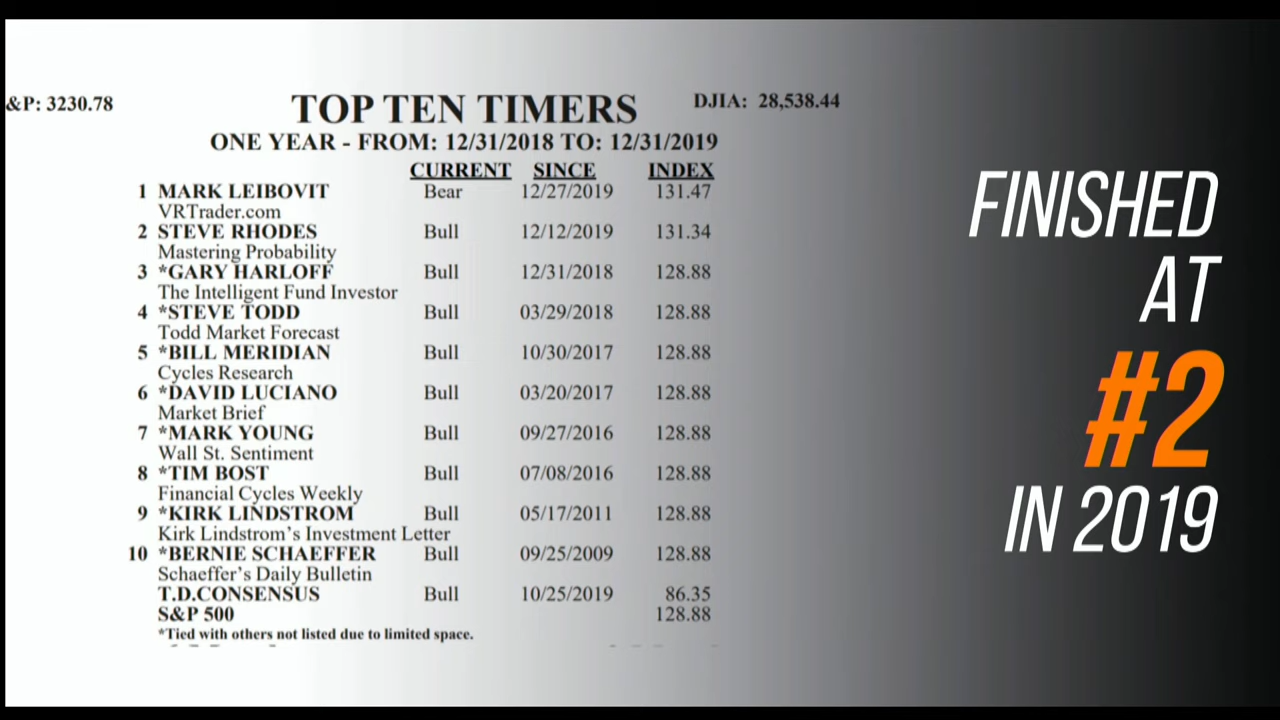 &P: 3230.78
TOP TEN TIMERS
DJIA: 28,538.44
ONE YEAR - FROM: 12/31/2018 TO: 12/31/2019
CURRENT SINCE INDEX
1 MARK LEIBOVIT Bear 12/27/2019 131.47
VRTrader.com
2 STEVE RHODES Bull 12/12/2019 131.34
Mastering Probability
3 *GARY HARLOFF Bull 12/31/2018 128.88
The Intelligent Fund Investor
4 *STEVE TODD Bull 03/29/2018 128.88
Todd Market Forecast
5 *BILL MERIDIAN Bull 10/30/2017 128.88
Cycles Research
6 *DAVID LUCIANO Bull 03/20/2017 128.88
Market Brief
7 *MARK YOUNG Bull 09/27/2016 128.88
Wall St. Sentiment
8 *TIM BOST Bull 07/08/2016 128.88
Financial Cycles Weekly
9 *KIRK LINDSTROM Bull 05/17/2011 128.88
Kirk Lindstrom's Investment Letter
10 *BERNIE SCHAEFFER Bull 09/25/2009 128.88
Schaeffer's Daily Bulletin
T.D.CONSENSUS Bull 10/25/2019 86.35
S&P 500 128.88
*Tied with others not listed due to limited space.
FINISHED
AT
#2
IN 2019